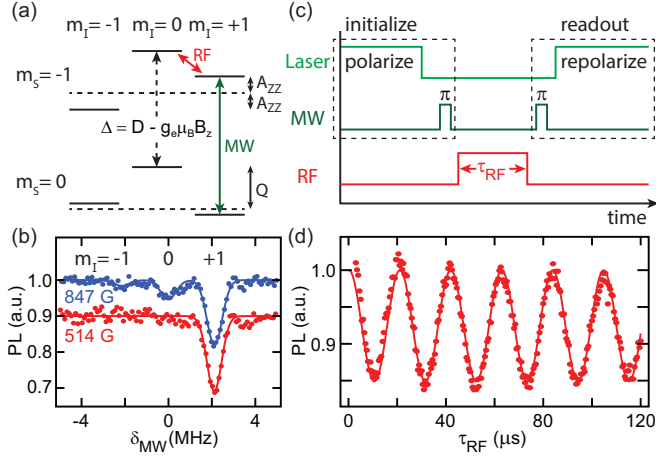 (a)
m_I = -1 m_I = 0 m_I = +1
RF
m_S = -1
A_ZZ
A_ZZ
Δ = D - g_eμ_BB_z
MW
m_S = 0
Q
(b)
m_I = -1 0 +1
PL (a.u.)
1.0
0.9
0.8
0.7
847 G
514 G
-4 -2 0 2 4
δ_MW(MHz)
(c)
initialize readout
Laser
polarize repolarize
π π
MW
RF
τ_RF
time
(d)
PL (a.u.)
1.0
0.9
0 20 40 60 80 100 120
τ_RF (μs)